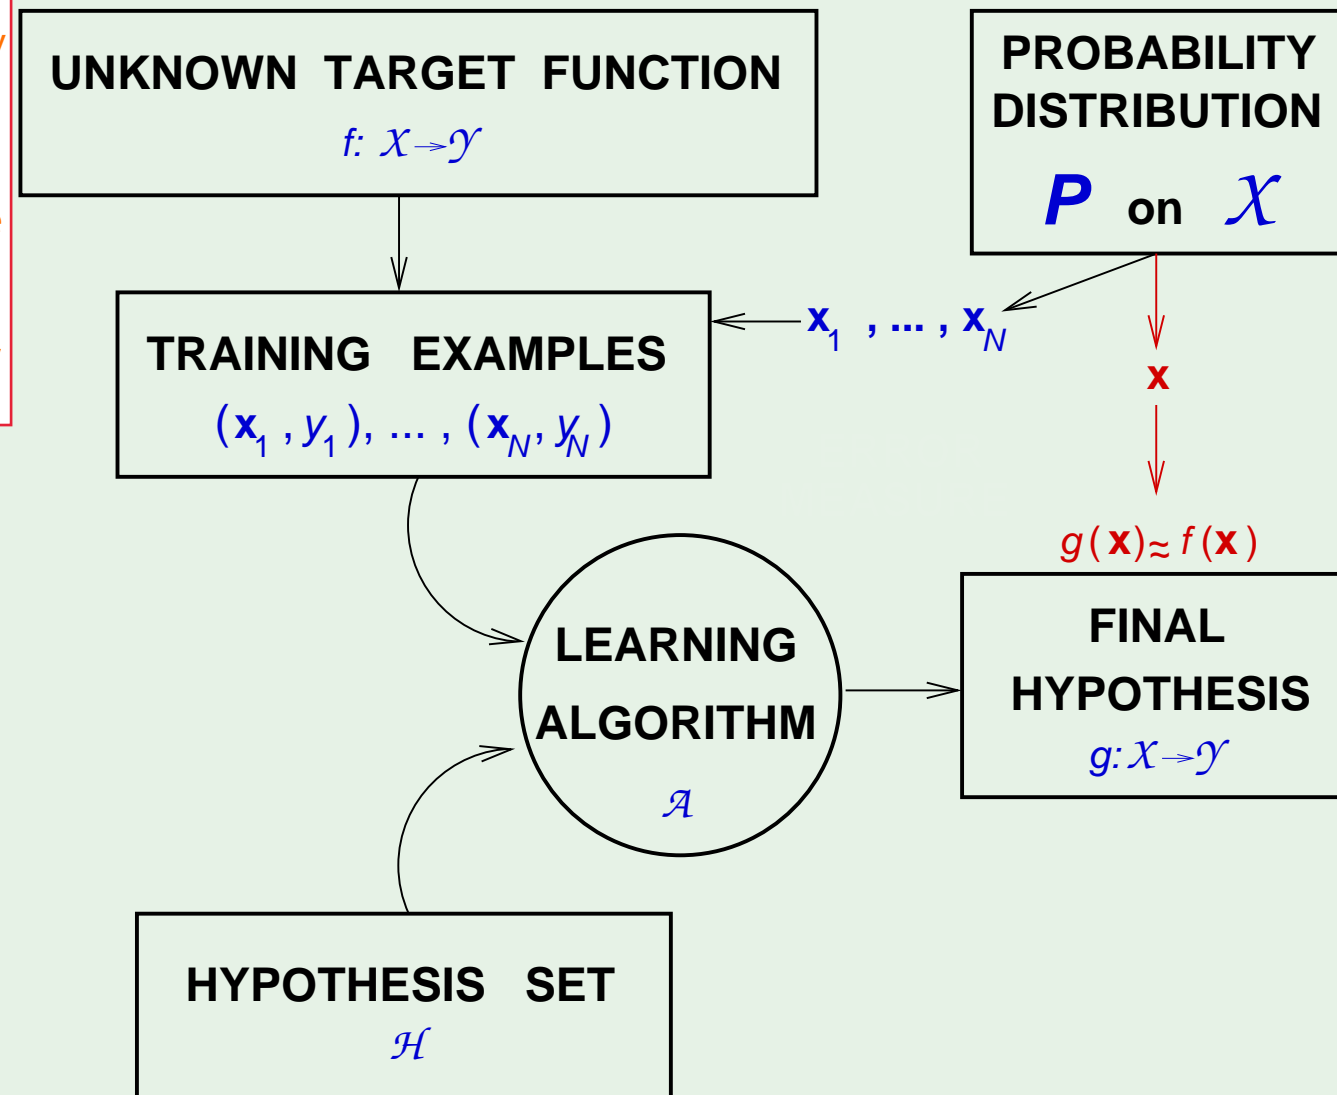 UNKNOWN TARGET FUNCTION
f: 𝒳→𝒴
PROBABILITY
DISTRIBUTION
P on 𝒳
x1 , ... , xN
TRAINING EXAMPLES
(x1 , y1), ... , (xN, yN)
x
g(x) ≈ f(x)
LEARNING
ALGORITHM
𝒜
FINAL
HYPOTHESIS
g: 𝒳→𝒴
HYPOTHESIS SET
ℋ